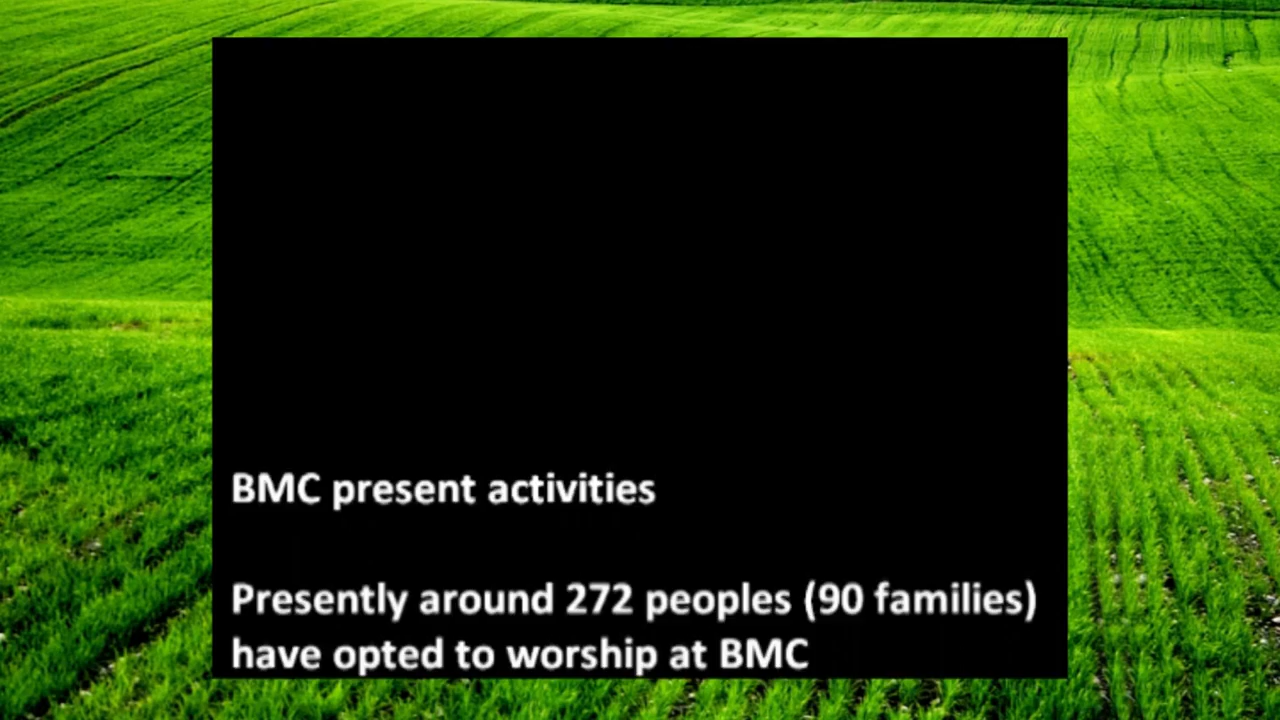 BMC present activities
Presently around 272 peoples (90 families)
have opted to worship at BMC